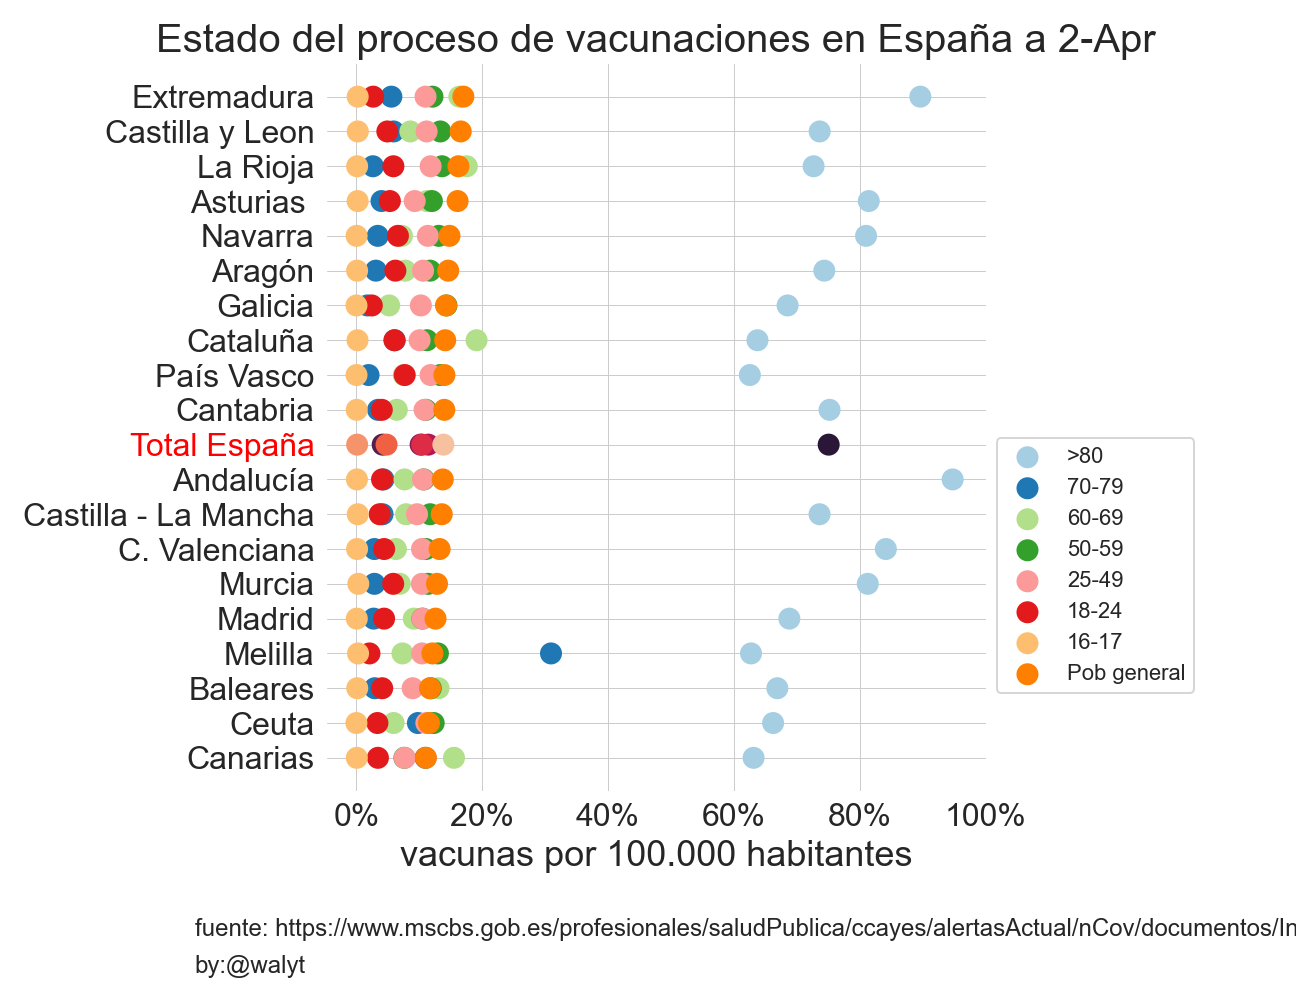 Estado del proceso de vacunaciones en España a 2-Apr
Extremadura
Castilla y Leon
La Rioja
Asturias
Navarra
Aragón
Galicia
Cataluña
País Vasco
Cantabria
Total España
Andalucía
Castilla - La Mancha
C. Valenciana
Murcia
Madrid
Melilla
Baleares
Ceuta
Canarias
>80
70-79
60-69
50-59
25-49
18-24
16-17
Pob general
0% 20% 40% 60% 80% 100%
vacunas por 100.000 habitantes
fuente: https://www.mscbs.gob.es/profesionales/saludPublica/ccayes/alertasActual/nCov/documentos/In
by:@walyt